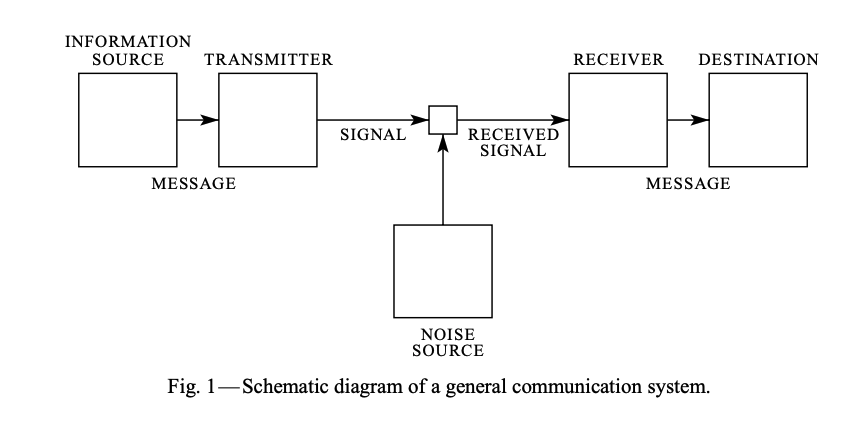 INFORMATION
SOURCE
TRANSMITTER
RECEIVER
DESTINATION
SIGNAL
RECEIVED
SIGNAL
MESSAGE
MESSAGE
NOISE
SOURCE
Fig. 1—Schematic diagram of a general communication system.